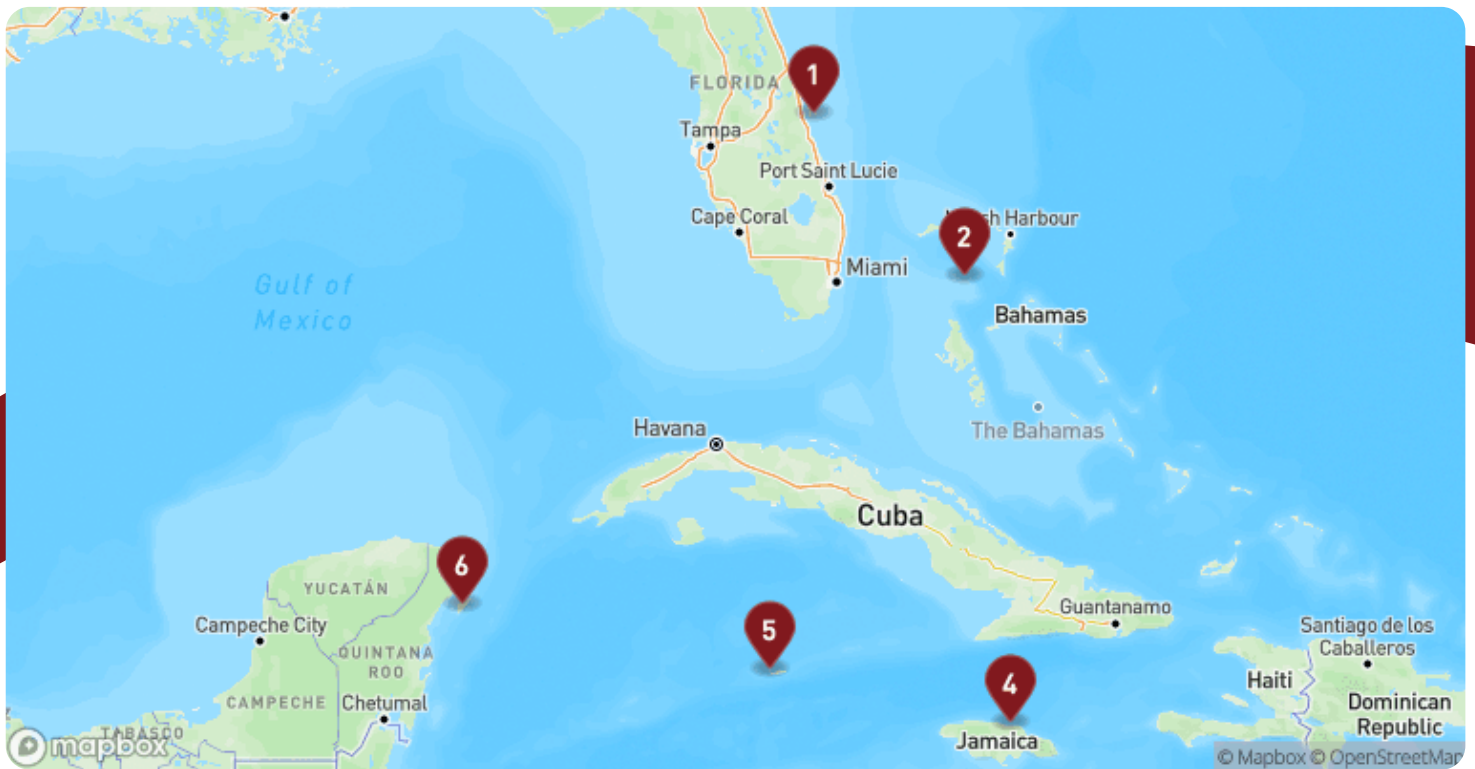 1
FLORIDA
Tampa
Port Saint Lucie
Cape Coral
sh Harbour
2
Miami
Gulf of
Mexico
Bahamas
The Bahamas
Havana
Cuba
6
YUCATÁN
Guantanamo
Campeche City
5
Santiago de los
Caballeros
QUINTANA
ROO
4
Haiti
CAMPECHE
Chetumal
Dominican
Republic
TABASCO
mapbox
Jamaica
© Mapbox © OpenStreetMap